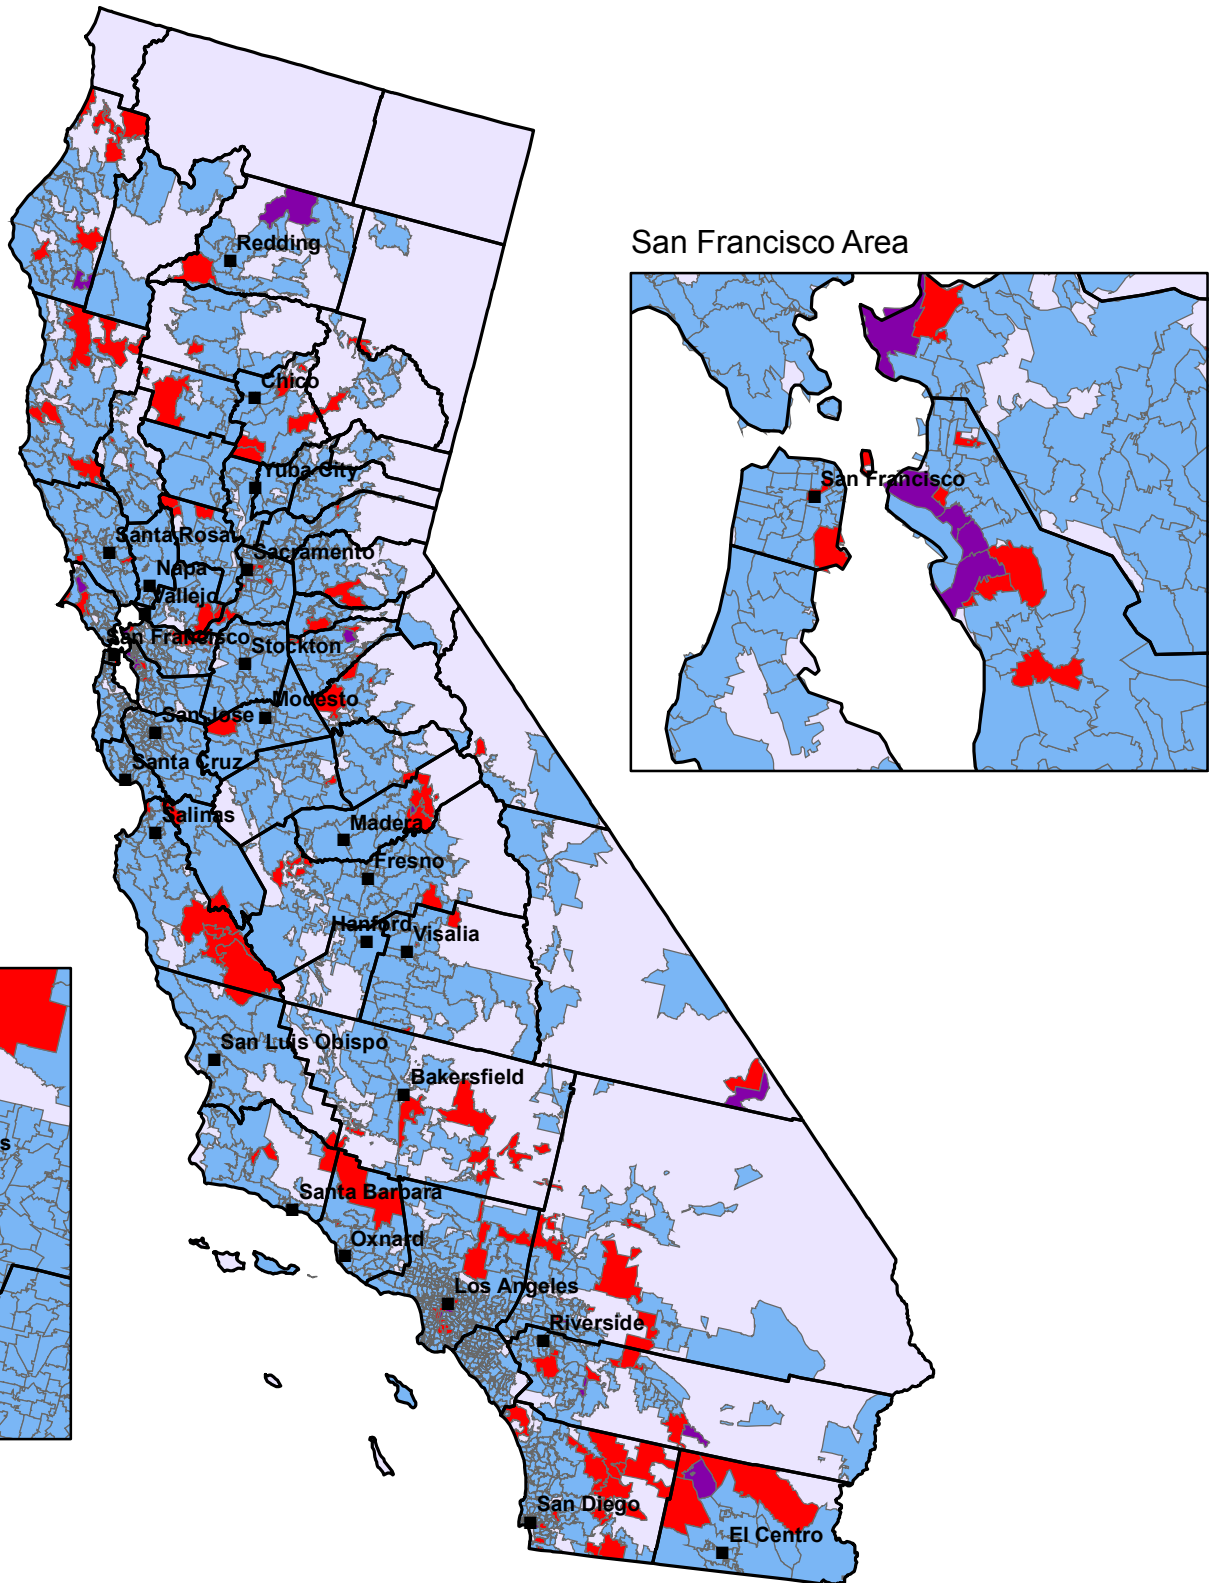 San Francisco Area
Redding
Chico
Yuba City
Santa Rosa
Sacramento
Napa
Vallejo
San Francisco
Stockton
Modesto
San Jose
Santa Cruz
Salinas
Madera
Fresno
Hanford
Visalia
San Luis Obispo
Bakersfield
Santa Barbara
Oxnard
Los Angeles
Riverside
San Diego
El Centro
San Francisco
s